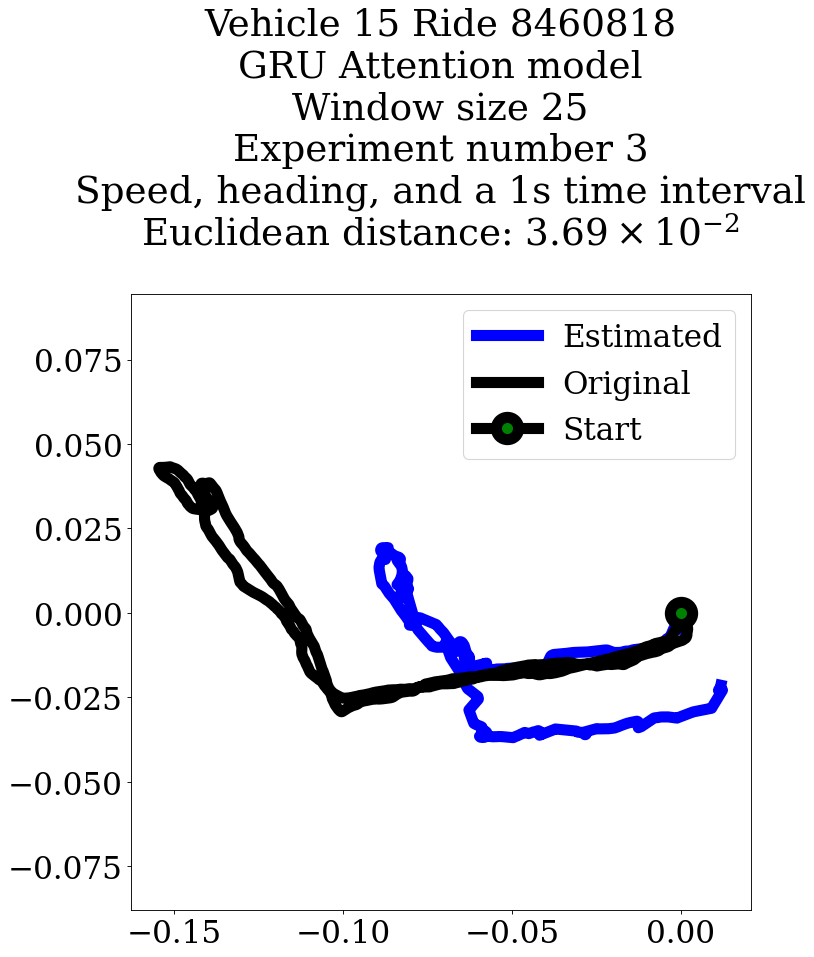 Vehicle 15 Ride 8460818
GRU Attention model
Window size 25
Experiment number 3
Speed, heading, and a 1s time interval
Euclidean distance: 3.69 × 10⁻²
Estimated
Original
Start
0.075
0.050
0.025
0.000
−0.025
−0.050
−0.075
−0.15 −0.10 −0.05 0.00